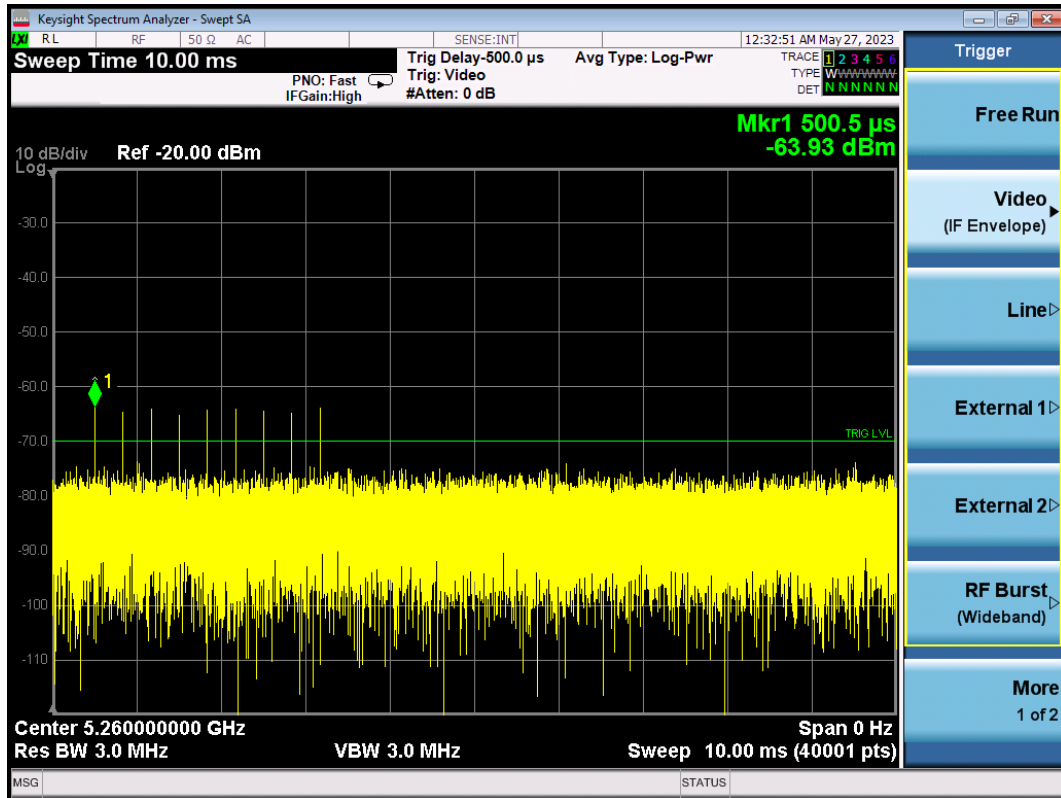 Keysight Spectrum Analyzer - Swept SA
LXI RL RF 50 Ω AC SENSE:INT 12:32:51 AM May 27, 2023
Sweep Time 10.00 ms
PNO: Fast
IFGain:High
Trig Delay-500.0 µs
Trig: Video
#Atten: 0 dB
Avg Type: Log-Pwr
TRACE 1 2 3 4 5 6
TYPE WWWWWW
DET N N N N N N
Mkr1 500.5 µs
-63.93 dBm
10 dB/div Ref -20.00 dBm
Log
-30.0
-40.0
-50.0
-60.0
1
-70.0
TRIG LVL
-80.0
-90.0
-100
-110
Center 5.260000000 GHz Span 0 Hz
Res BW 3.0 MHz VBW 3.0 MHz Sweep 10.00 ms (40001 pts)
MSG STATUS
Trigger
Free Run
Video
(IF Envelope)
Line
External 1
External 2
RF Burst
(Wideband)
More
1 of 2